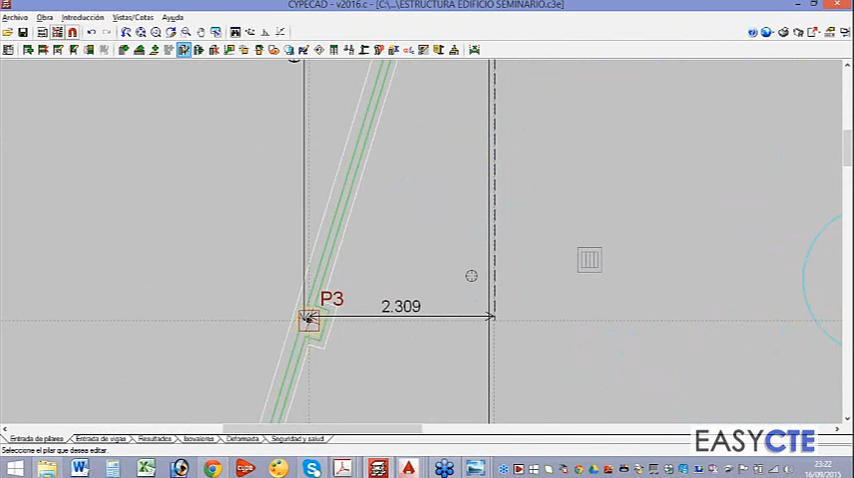 CYPECAD - v2016.c - [C:\...\ESTRUCTURA EDIFICIO SEMINARIO.c3e]
Archivo Obra Introducción Vistas/Cotas Ayuda
P3
2.309
Entrada de pilares Entrada de vigas Resultados Isovalores Deformada Seguridad y salud
EASYCTE
Seleccione el pilar que desea editar.
23:22
16/09/2015